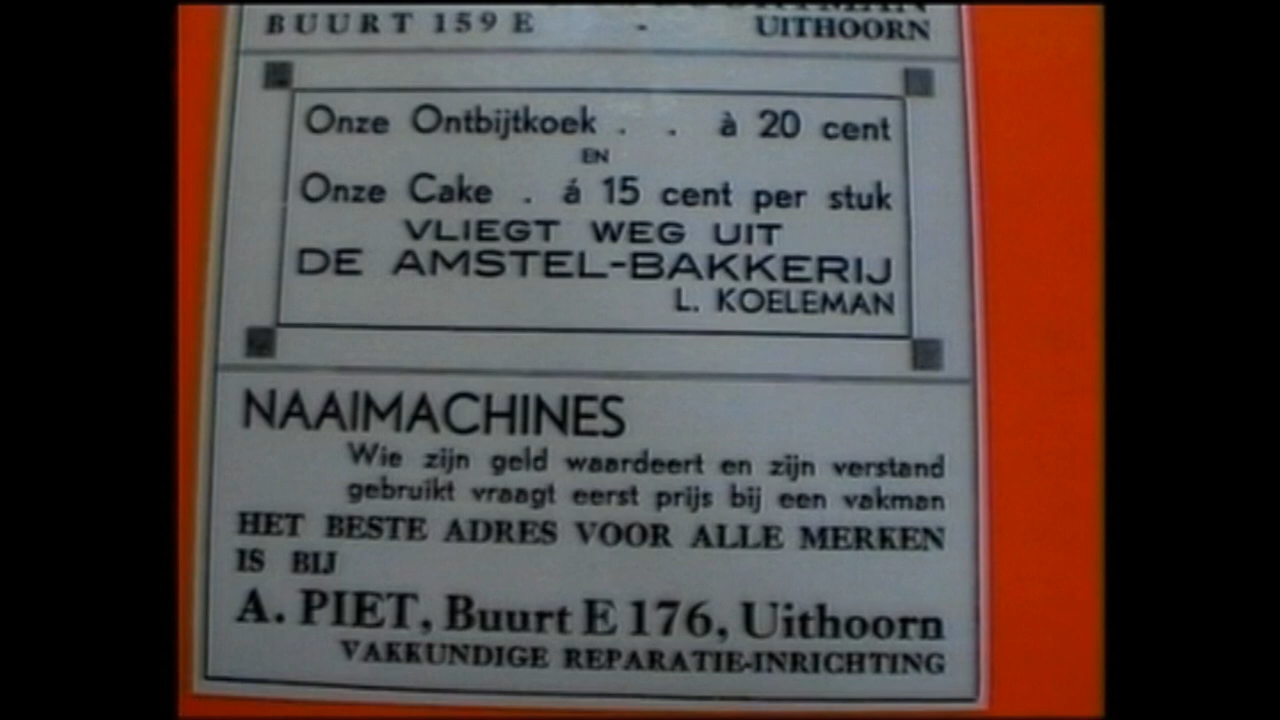 BUURT 159 E - UITHOORN
Onze Ontbijtkoek . . à 20 cent
EN
Onze Cake . á 15 cent per stuk
VLIEGT WEG UIT
DE AMSTEL-BAKKERIJ
L. KOELEMAN
NAAIMACHINES
Wie zijn geld waardeert en zijn verstand
gebruikt vraagt eerst prijs bij een vakman
HET BESTE ADRES VOOR ALLE MERKEN
IS BIJ
A. PIET, Buurt E 176, Uithoorn
VAKKUNDIGE REPARATIE-INRICHTING